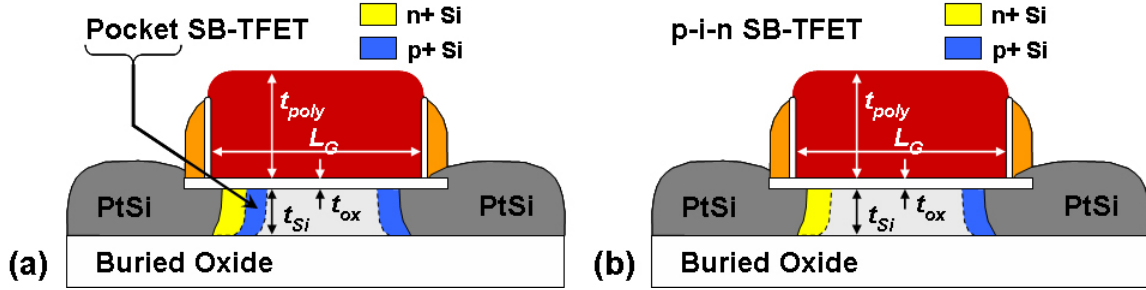 Pocket SB-TFET
n+ Si
p+ Si
t_poly
L_G
PtSi
t_Si
t_ox
PtSi
(a)
Buried Oxide
p-i-n SB-TFET
n+ Si
p+ Si
t_poly
L_G
PtSi
t_Si
t_ox
PtSi
(b)
Buried Oxide